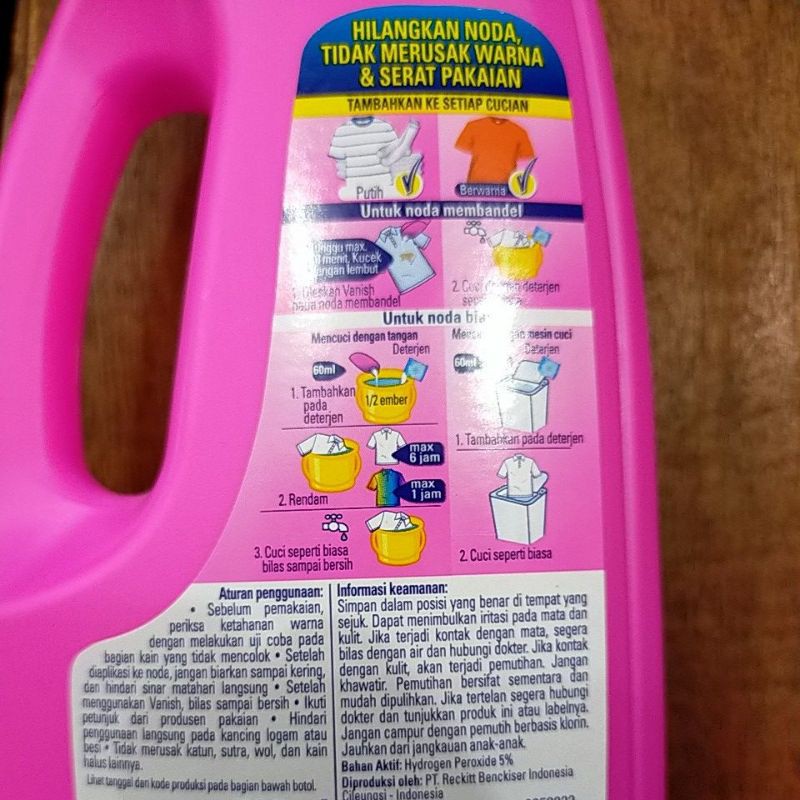 HILANGKAN NODA,
TIDAK MERUSAK WARNA
& SERAT PAKAIAN
TAMBAHKAN KE SETIAP CUCIAN
Putih
Berwarna
Untuk noda membandel
max.
menit, Kucek
dengan lembut
1. Oleskan Vanish
pada noda membandel
2. Cuci deterjen
Untuk noda
Mencuci dengan tangan
Deterjen
60ml
1/2 ember
1. Tambahkan
pada
deterjen
max
6 jam
max
1 jam
2. Rendam
3. Cuci seperti biasa
bilas sampai bersih
mesin cuci
Deterjen
60ml
1. Tambahkan pada deterjen
2. Cuci seperti biasa
Aturan penggunaan:
• Sebelum pemakaian,
periksa ketahanan warna
dengan melakukan uji coba pada
bagian kain yang tidak mencolok • Setelah
diaplikasi ke noda, jangan biarkan sampai kering,
dan hindari sinar matahari langsung • Setelah
menggunakan Vanish, bilas sampai bersih • Ikuti
petunjuk dari produsen pakaian • Hindari
penggunaan langsung pada kancing logam atau
besi • Tidak merusak katun, sutra, wol, dan kain
halus lainnya.
Lihat tanggal dan kode produksi pada bagian bawah botol.
Informasi keamanan:
Simpan dalam posisi yang benar di tempat yang
sejuk. Dapat menimbulkan iritasi pada mata dan
kulit. Jika terjadi kontak dengan mata, segera
bilas dengan air dan hubungi dokter. Jika kontak
dengan kulit, akan terjadi pemutihan. Jangan
khawatir. Pemutihan bersifat sementara dan
mudah dipulihkan. Jika tertelan segera hubungi
dokter dan tunjukkan produk ini atau labelnya.
Jangan campur dengan pemutih berbasis klorin.
Jauhkan dari jangkauan anak-anak.
Bahan Aktif: Hydrogen Peroxide 5%
Diproduksi oleh: PT. Reckitt Benckiser Indonesia
Cileungsi - Indonesia